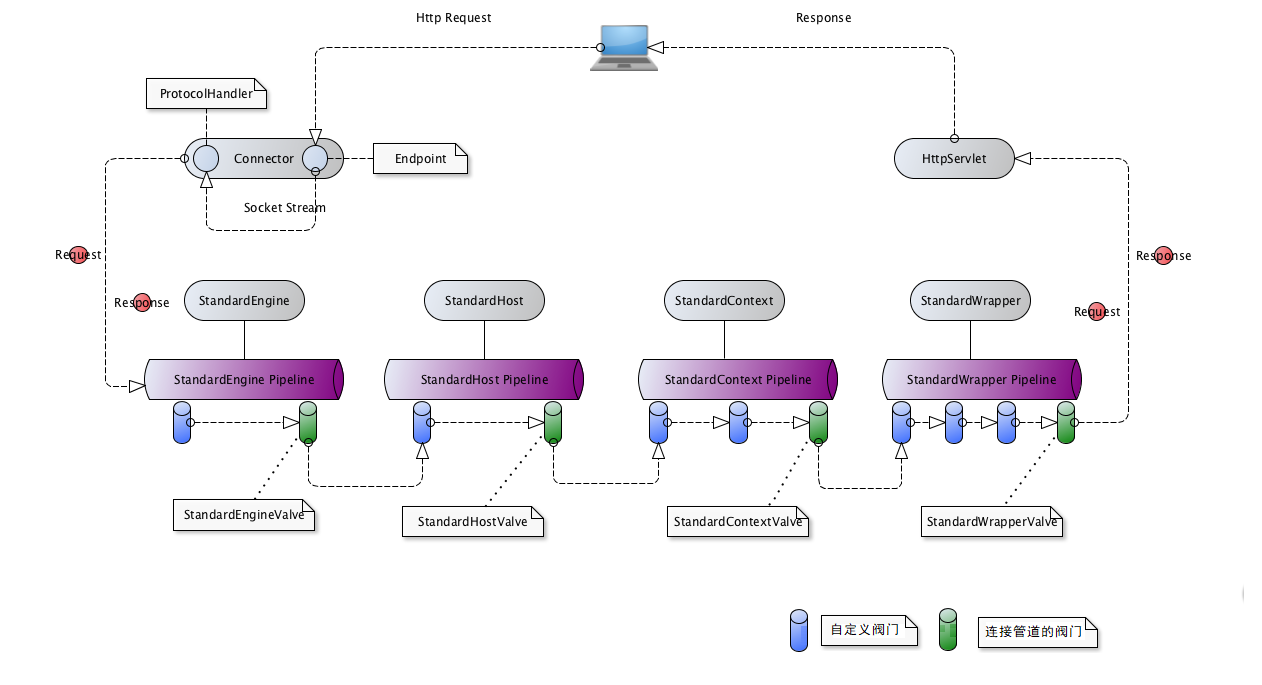 Http Request
Response
ProtocolHandler
Connector
Endpoint
HttpServlet
Socket Stream
Request
Response
Response
Request
StandardEngine
StandardHost
StandardContext
StandardWrapper
StandardEngine Pipeline
StandardHost Pipeline
StandardContext Pipeline
StandardWrapper Pipeline
StandardEngineValve
StandardHostValve
StandardContextValve
StandardWrapperValve
自定义阀门
连接管道的阀门